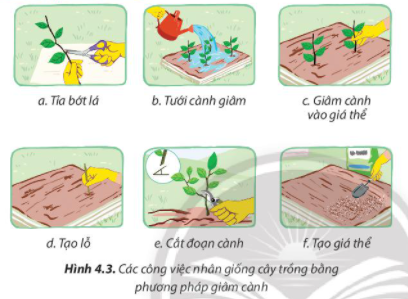 a. Tỉa bớt lá
b. Tưới cành giâm
c. Giâm cành
vào giá thể
d. Tạo lỗ
e. Cắt đoạn cành
f. Tạo giá thể
Hình 4.3. Các công việc nhân giống cây trồng bằng
phương pháp giâm cành